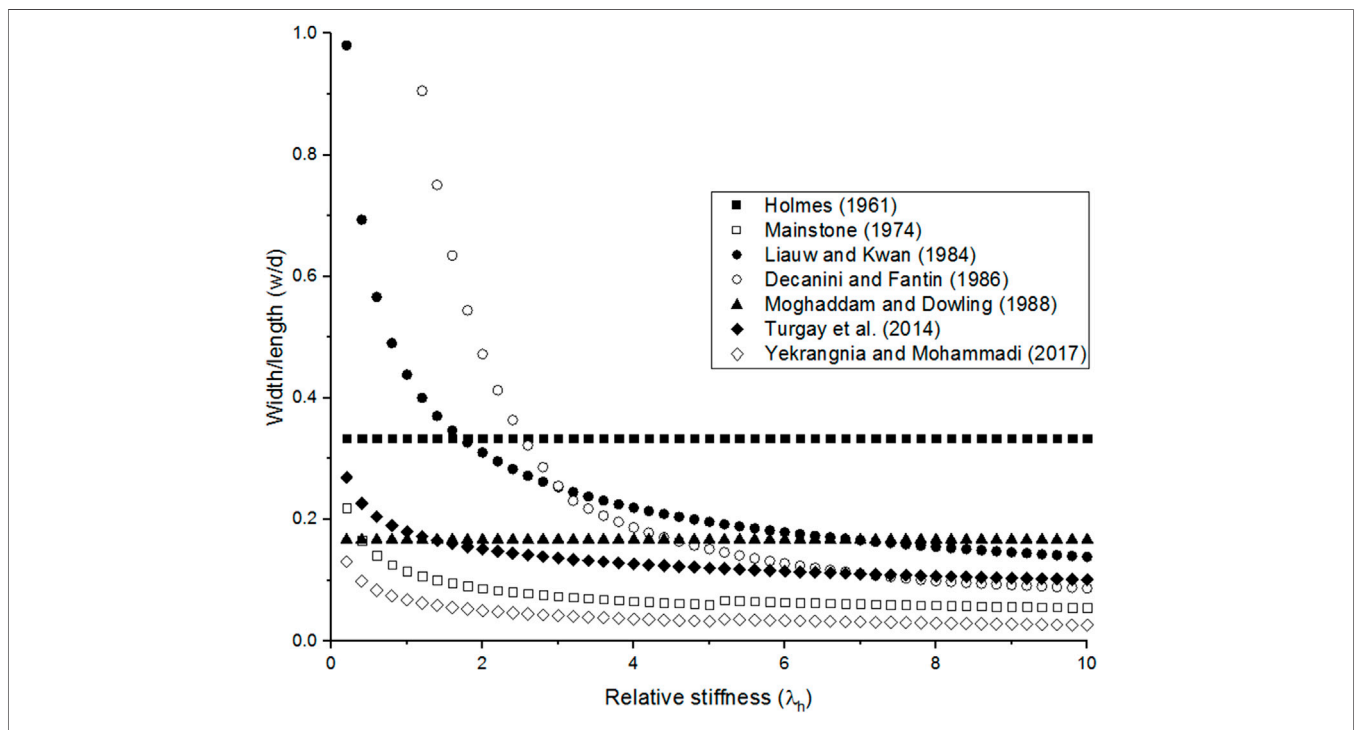 1.0
0.8
0.6
0.4
0.2
0.0
Width/length (w/d)
Holmes (1961)
Mainstone (1974)
Liauw and Kwan (1984)
Decanini and Fantin (1986)
Moghaddam and Dowling (1988)
Turgay et al. (2014)
Yekrangnia and Mohammadi (2017)
0 2 4 6 8 10
Relative stiffness (λh)